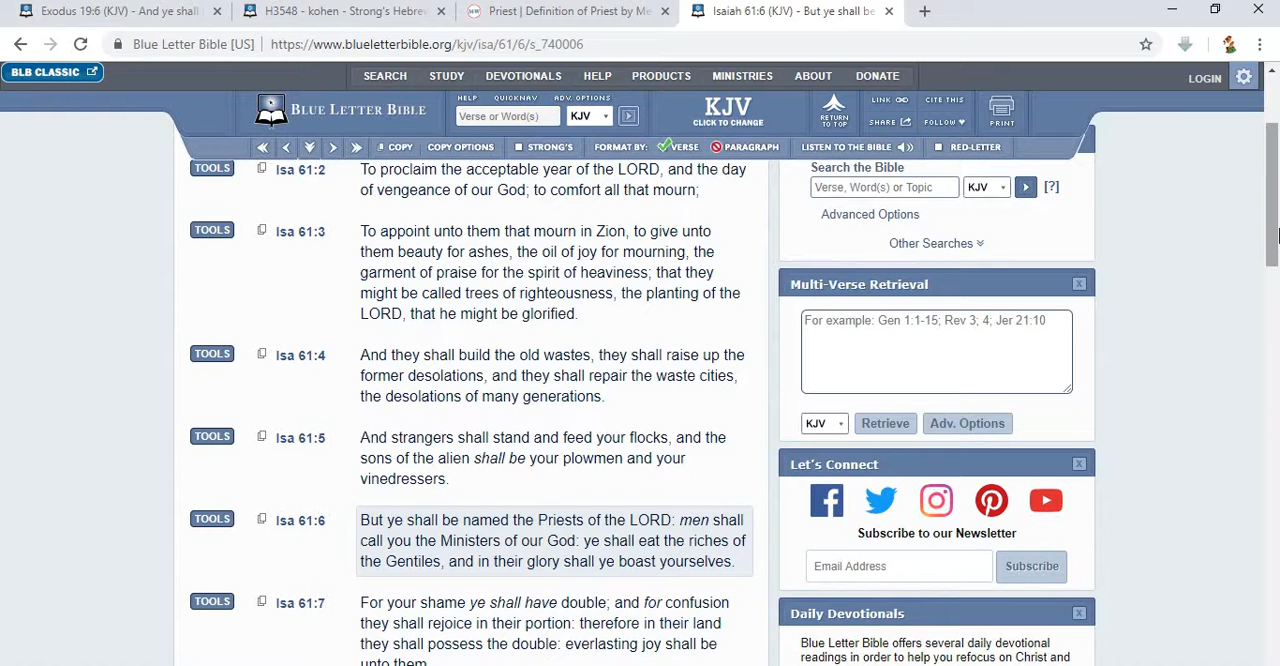 Exodus 19:6 (KJV) - And ye shal
H3548 - kohen - Strong's Hebre
Priest | Definition of Priest by Me
Isaiah 61:6 (KJV) - But ye shall be
Blue Letter Bible [US] | https://www.blueletterbible.org/kjv/isa/61/6/s_740006
BLB CLASSIC
SEARCH STUDY DEVOTIONALS HELP PRODUCTS MINISTRIES ABOUT DONATE
LOGIN
BLUE LETTER BIBLE
HELP QUICKNAV ADV. OPTIONS
Verse or Word(s) KJV
KJV
CLICK TO CHANGE
RETURN
TO TOP
LINK CITE THIS
SHARE FOLLOW
PRINT
COPY COPY OPTIONS STRONG'S FORMAT BY: VERSE PARAGRAPH LISTEN TO THE BIBLE RED-LETTER
TOOLS Isa 61:2 To proclaim the acceptable year of the LORD, and the day
of vengeance of our God; to comfort all that mourn;
TOOLS Isa 61:3 To appoint unto them that mourn in Zion, to give unto
them beauty for ashes, the oil of joy for mourning, the
garment of praise for the spirit of heaviness; that they
might be called trees of righteousness, the planting of the
LORD, that he might be glorified.
TOOLS Isa 61:4 And they shall build the old wastes, they shall raise up the
former desolations, and they shall repair the waste cities,
the desolations of many generations.
TOOLS Isa 61:5 And strangers shall stand and feed your flocks, and the
sons of the alien shall be your plowmen and your
vinedressers.
TOOLS Isa 61:6 But ye shall be named the Priests of the LORD: men shall
call you the Ministers of our God: ye shall eat the riches of
the Gentiles, and in their glory shall ye boast yourselves.
TOOLS Isa 61:7 For your shame ye shall have double; and for confusion
they shall rejoice in their portion: therefore in their land
they shall possess the double: everlasting joy shall be
unto them.
Search the Bible
Verse, Word(s) or Topic KJV [?]
Advanced Options
Other Searches
Multi-Verse Retrieval X
For example: Gen 1:1-15; Rev 3; 4; Jer 21:10
KJV Retrieve Adv. Options
Let's Connect X
Subscribe to our Newsletter
Email Address Subscribe
Daily Devotionals X
Blue Letter Bible offers several daily devotional
readings in order to help you refocus on Christ and